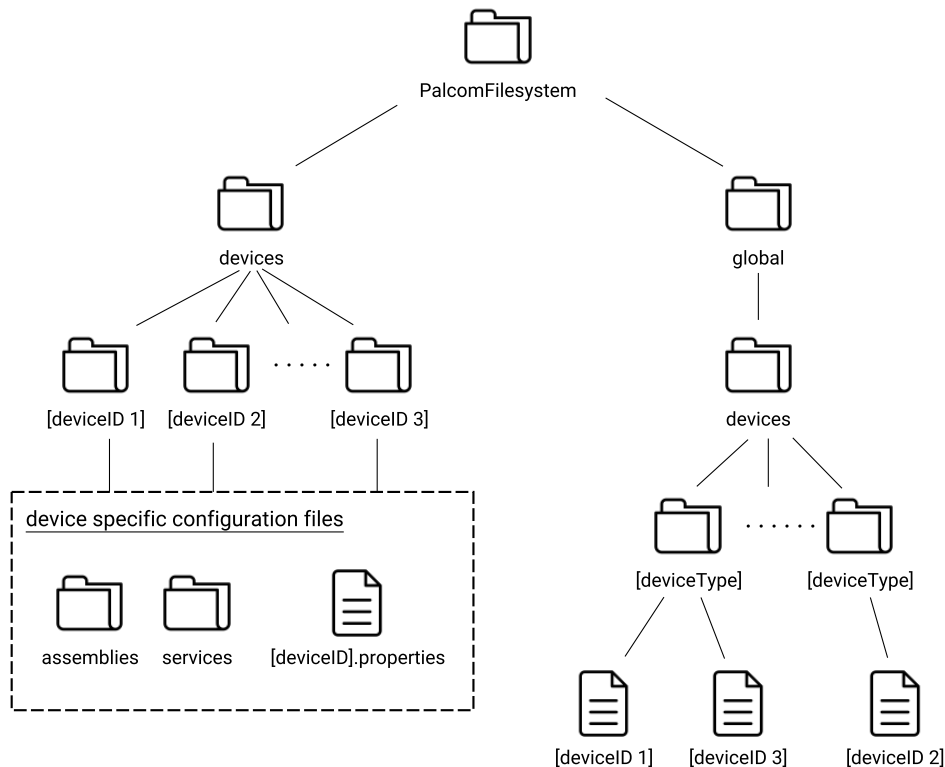 PalcomFilesystem
devices
global
[deviceID 1]
[deviceID 2]
[deviceID 3]
devices
device specific configuration files
[deviceType]
[deviceType]
assemblies
services
[deviceID].properties
[deviceID 1]
[deviceID 3]
[deviceID 2]